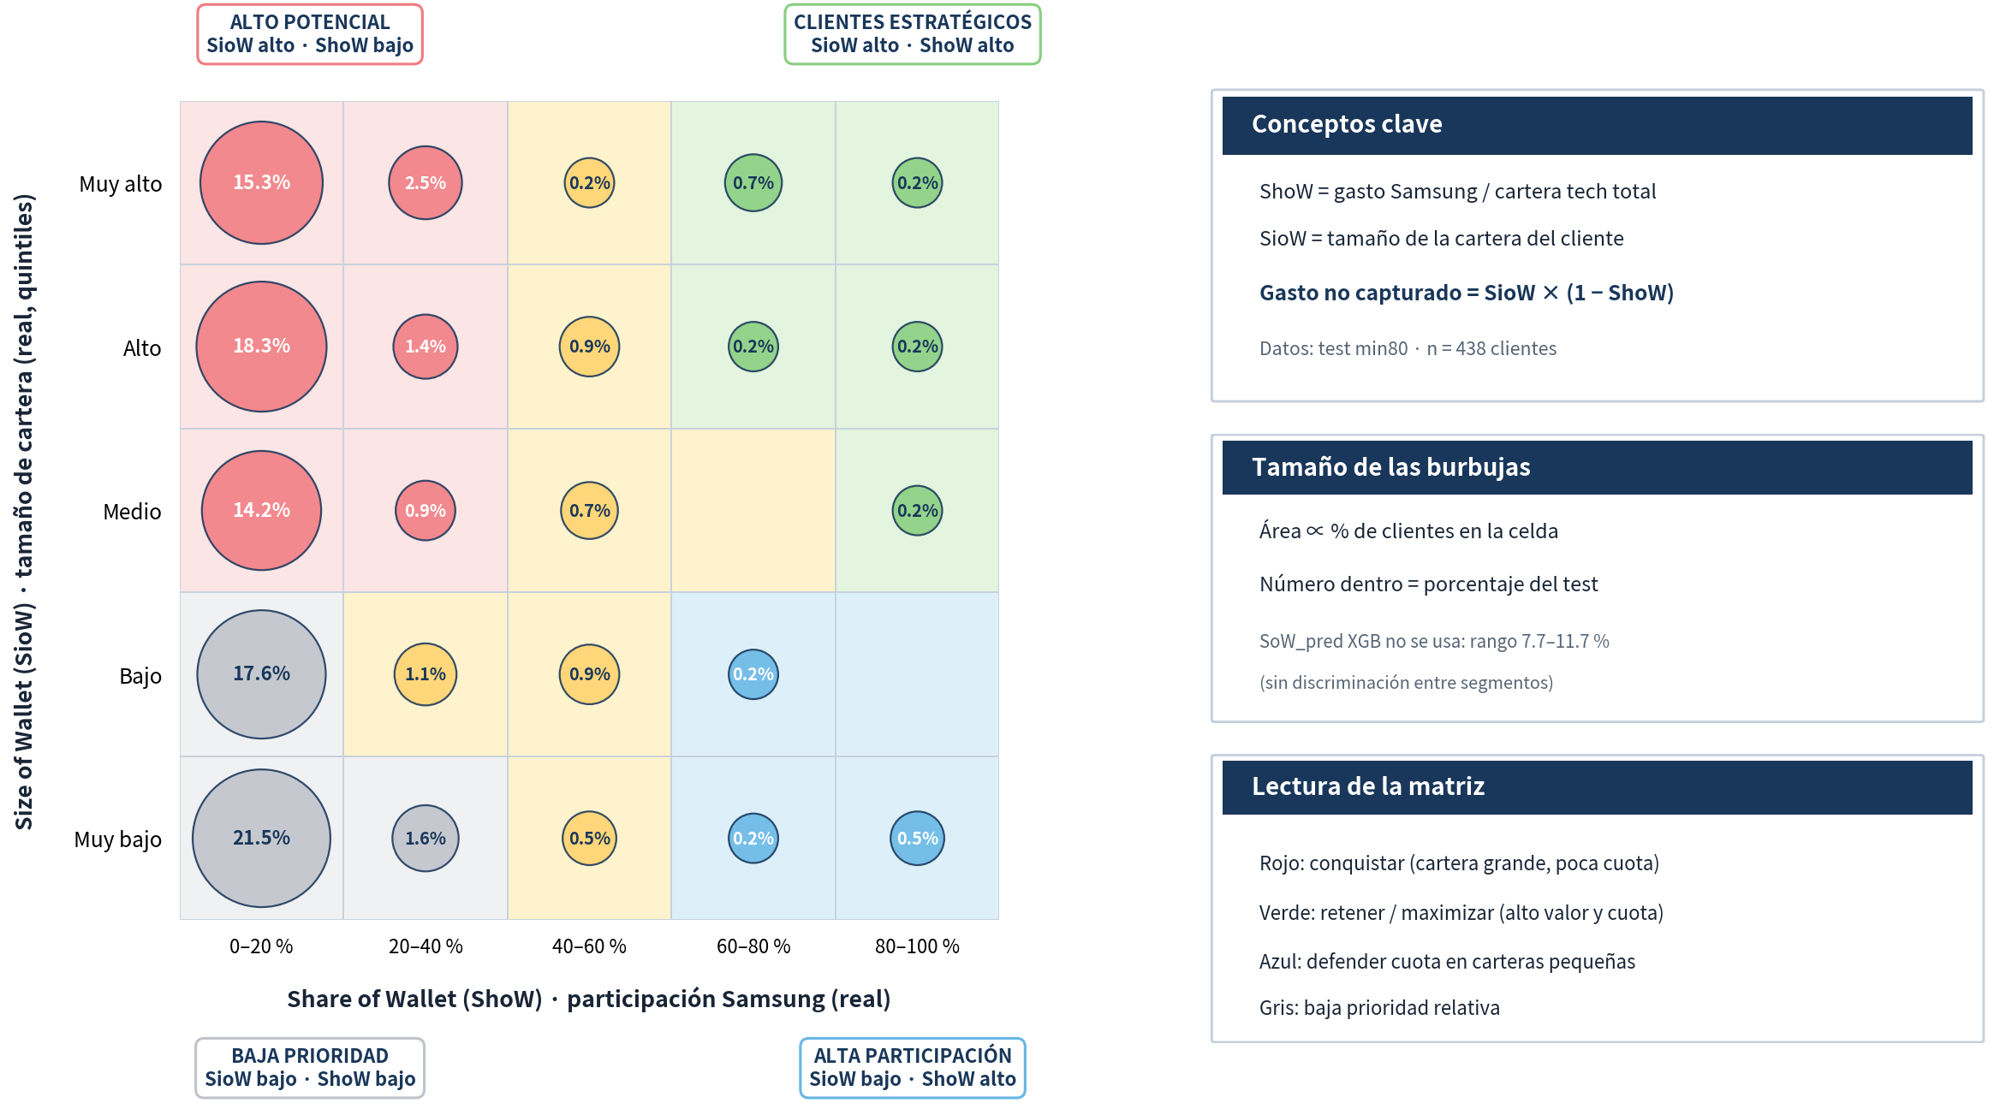 ALTO POTENCIAL
SioW alto · ShoW bajo
CLIENTES ESTRATÉGICOS
SioW alto · ShoW alto
Size of Wallet (SioW) · tamaño de cartera (real, quintiles)
Muy alto
15.3%
2.5%
0.2%
0.7%
0.2%
Alto
18.3%
1.4%
0.9%
0.2%
0.2%
Medio
14.2%
0.9%
0.7%
0.2%
Bajo
17.6%
1.1%
0.9%
0.2%
Muy bajo
21.5%
1.6%
0.5%
0.2%
0.5%
0–20 %
20–40 %
40–60 %
60–80 %
80–100 %
Share of Wallet (ShoW) · participación Samsung (real)
BAJA PRIORIDAD
SioW bajo · ShoW bajo
ALTA PARTICIPACIÓN
SioW bajo · ShoW alto
Conceptos clave
ShoW = gasto Samsung / cartera tech total
SioW = tamaño de la cartera del cliente
Gasto no capturado = SioW × (1 − ShoW)
Datos: test min80 · n = 438 clientes
Tamaño de las burbujas
Área ∝ % de clientes en la celda
Número dentro = porcentaje del test
SoW_pred XGB no se usa: rango 7.7–11.7 %
(sin discriminación entre segmentos)
Lectura de la matriz
Rojo: conquistar (cartera grande, poca cuota)
Verde: retener / maximizar (alto valor y cuota)
Azul: defender cuota en carteras pequeñas
Gris: baja prioridad relativa